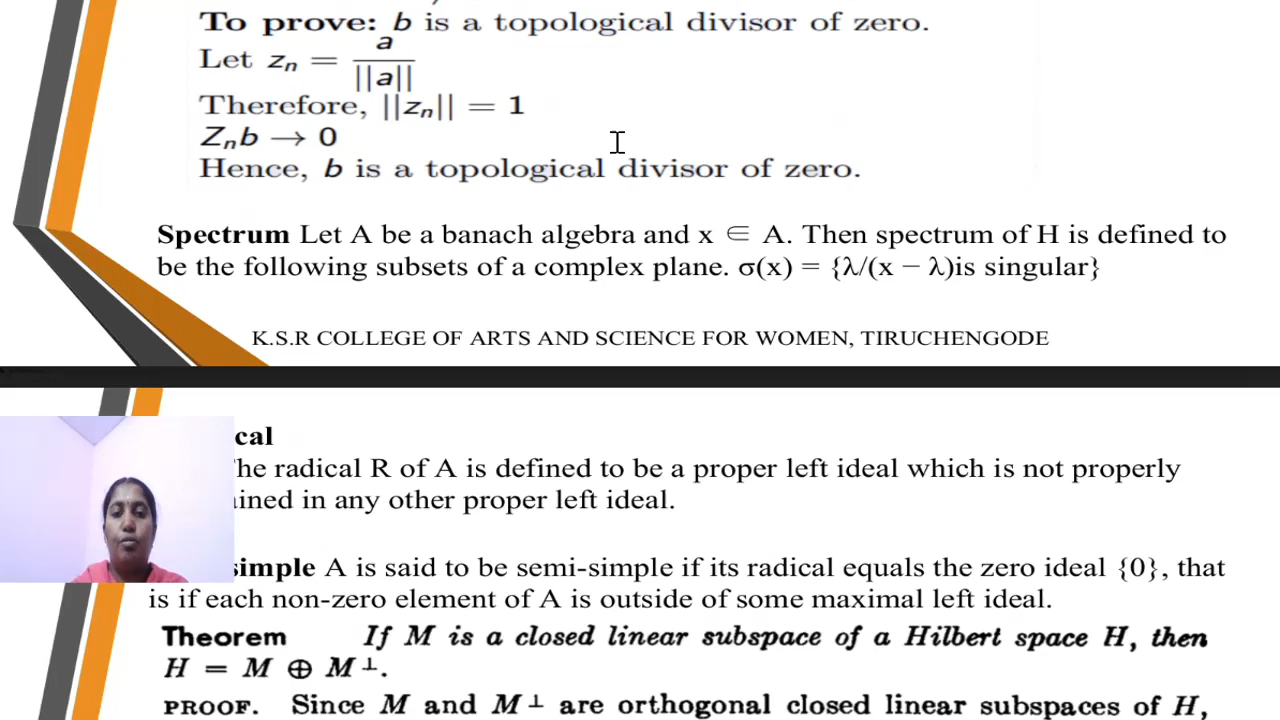 To prove: b is a topological divisor of zero.
Let zₙ = a / ||a||
Therefore, ||zₙ|| = 1
Zₙb → 0
Hence, b is a topological divisor of zero.
Spectrum Let A be a banach algebra and x ∈ A. Then spectrum of H is defined to
be the following subsets of a complex plane. σ(x) = {λ/(x − λ)is singular}
K.S.R COLLEGE OF ARTS AND SCIENCE FOR WOMEN, TIRUCHENGODE
cal
he radical R of A is defined to be a proper left ideal which is not properly
ained in any other proper left ideal.
simple A is said to be semi-simple if its radical equals the zero ideal {0}, that
is if each non-zero element of A is outside of some maximal left ideal.
Theorem If M is a closed linear subspace of a Hilbert space H, then
H = M ⊕ M⊥.
PROOF. Since M and M⊥ are orthogonal closed linear subspaces of H,